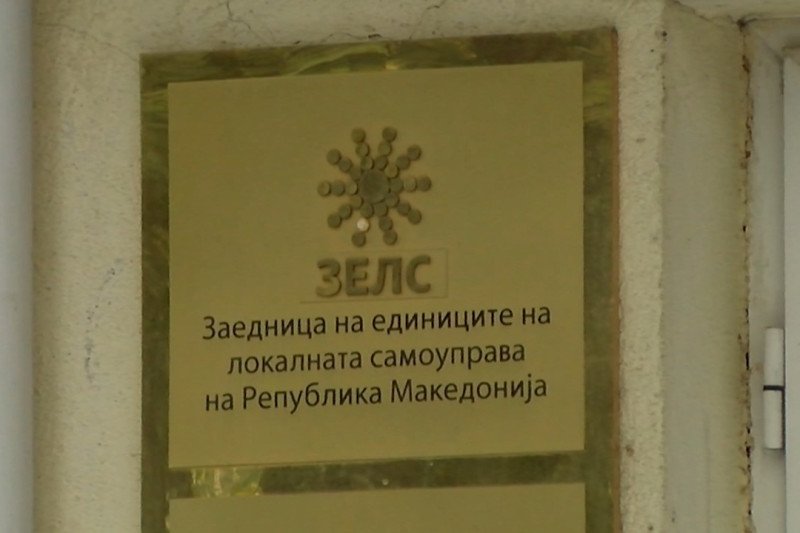 ЗЕЛС
Заедница на единиците на
локалната самоуправа
на Република Македонија